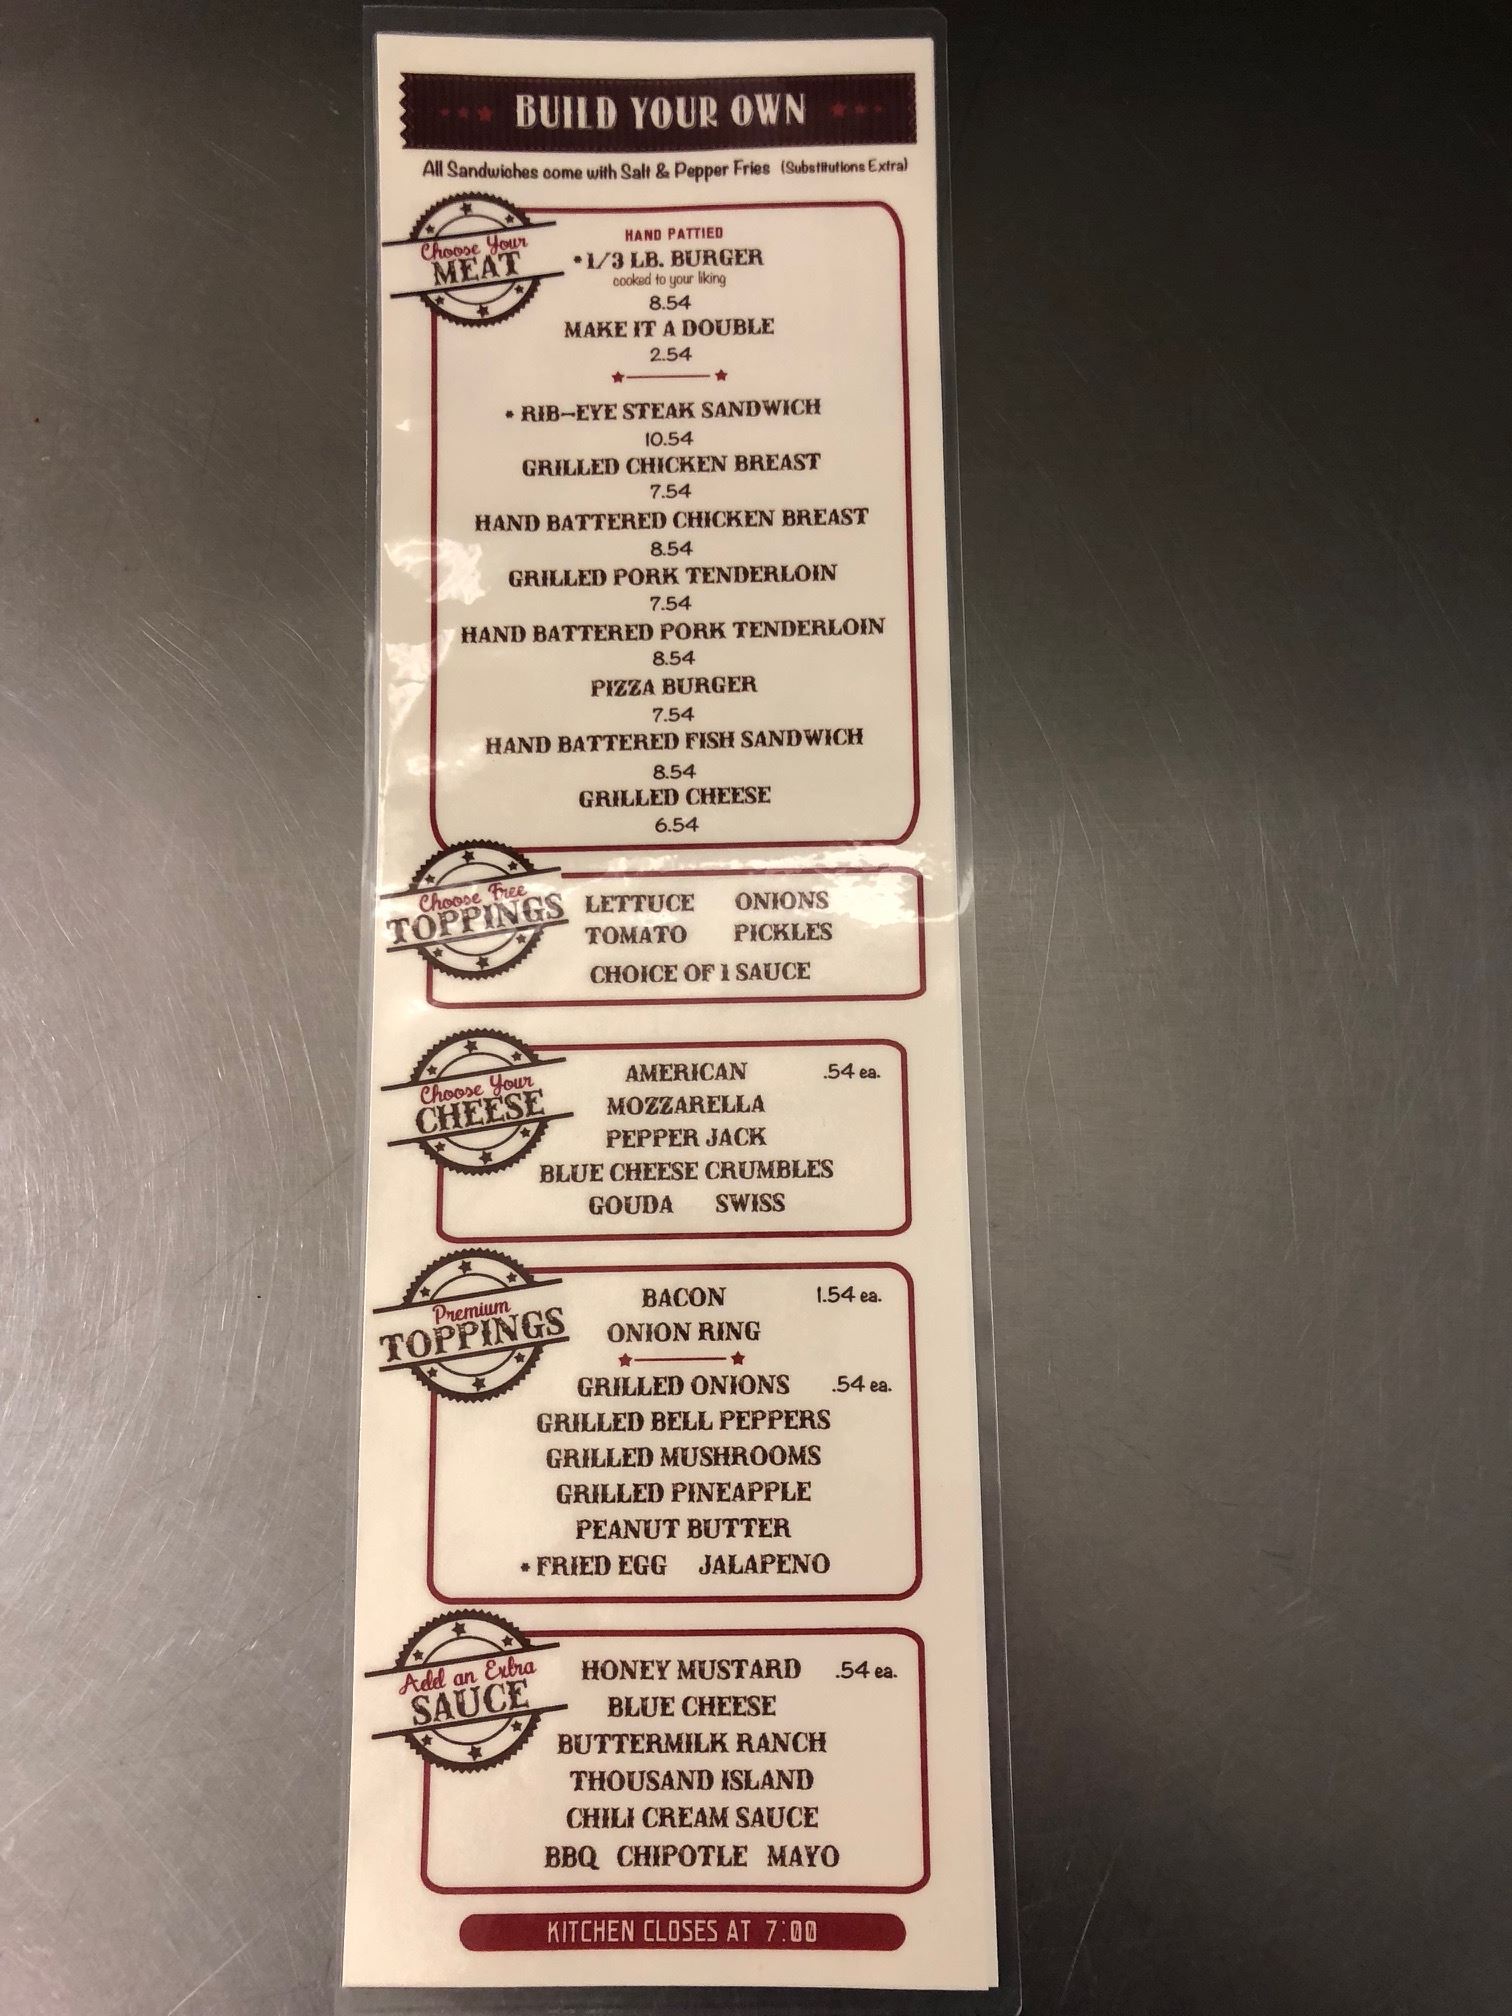 BUILD YOUR OWN
All Sandwiches come with Salt & Pepper Fries (Substitutions Extra)
Choose Your
MEAT
HAND PATTIED
*1/3 LB. BURGER
cooked to your liking
8.54
MAKE IT A DOUBLE
2.54
* RIB-EYE STEAK SANDWICH
10.54
GRILLED CHICKEN BREAST
7.54
HAND BATTERED CHICKEN BREAST
8.54
GRILLED PORK TENDERLOIN
7.54
HAND BATTERED PORK TENDERLOIN
8.54
PIZZA BURGER
7.54
HAND BATTERED FISH SANDWICH
8.54
GRILLED CHEESE
6.54
Choose Free
TOPPINGS
LETTUCE ONIONS
TOMATO PICKLES
CHOICE OF 1 SAUCE
Choose Your
CHEESE
AMERICAN .54 ea.
MOZZARELLA
PEPPER JACK
BLUE CHEESE CRUMBLES
GOUDA SWISS
Premium
TOPPINGS
BACON 1.54 ea.
ONION RING
GRILLED ONIONS .54 ea.
GRILLED BELL PEPPERS
GRILLED MUSHROOMS
GRILLED PINEAPPLE
PEANUT BUTTER
* FRIED EGG JALAPENO
Add an Extra
SAUCE
HONEY MUSTARD .54 ea.
BLUE CHEESE
BUTTERMILK RANCH
THOUSAND ISLAND
CHILI CREAM SAUCE
BBQ CHIPOTLE MAYO
KITCHEN CLOSES AT 7:00